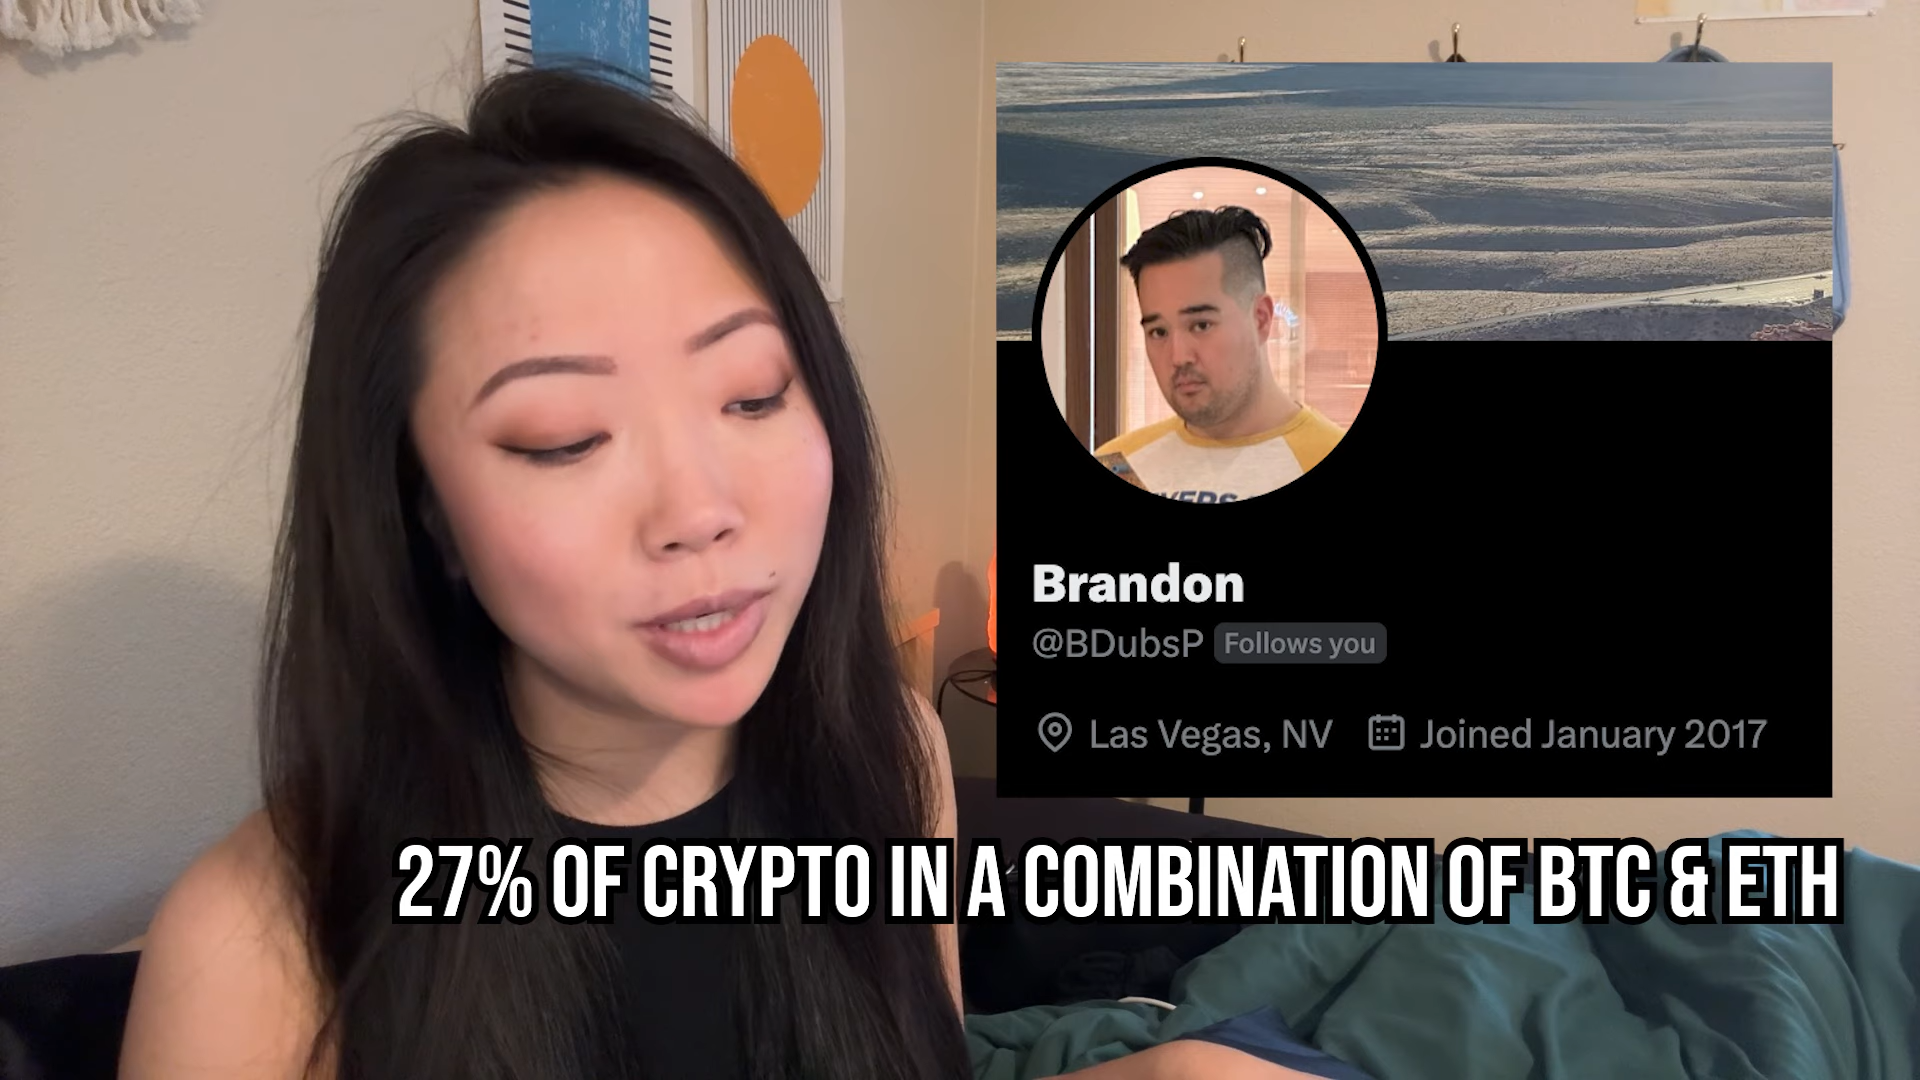 Brandon
@BDubsP Follows you
Las Vegas, NV Joined January 2017
27% OF CRYPTO IN A COMBINATION OF BTC & ETH